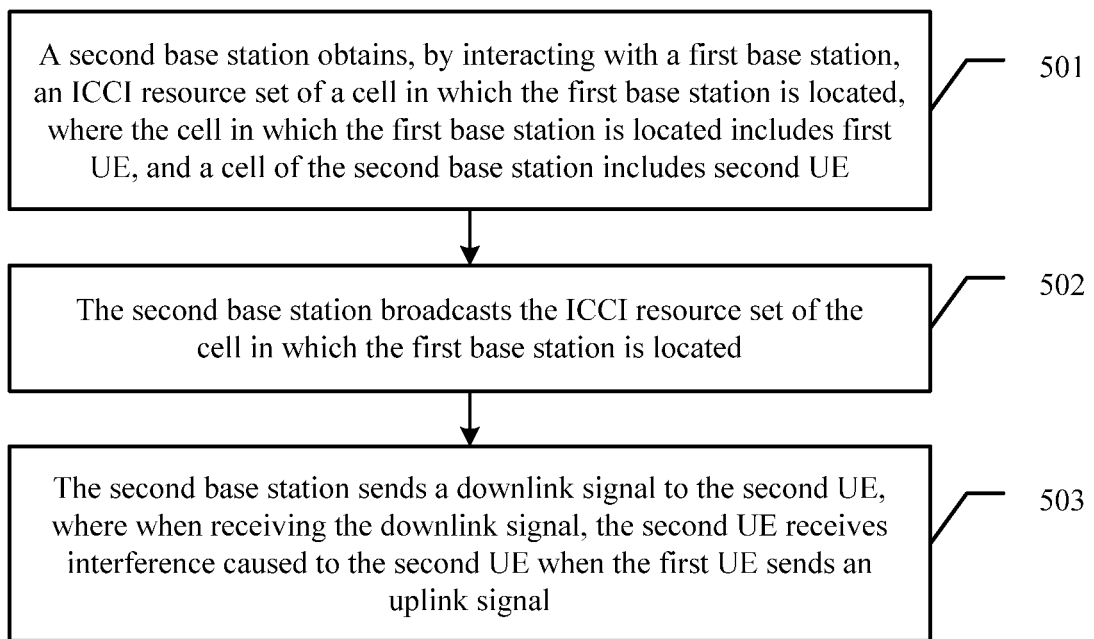 A second base station obtains, by interacting with a first base station,
an ICCI resource set of a cell in which the first base station is located,
where the cell in which the first base station is located includes first
UE, and a cell of the second base station includes second UE
501
The second base station broadcasts the ICCI resource set of the
cell in which the first base station is located
502
The second base station sends a downlink signal to the second UE,
where when receiving the downlink signal, the second UE receives
interference caused to the second UE when the first UE sends an
uplink signal
503